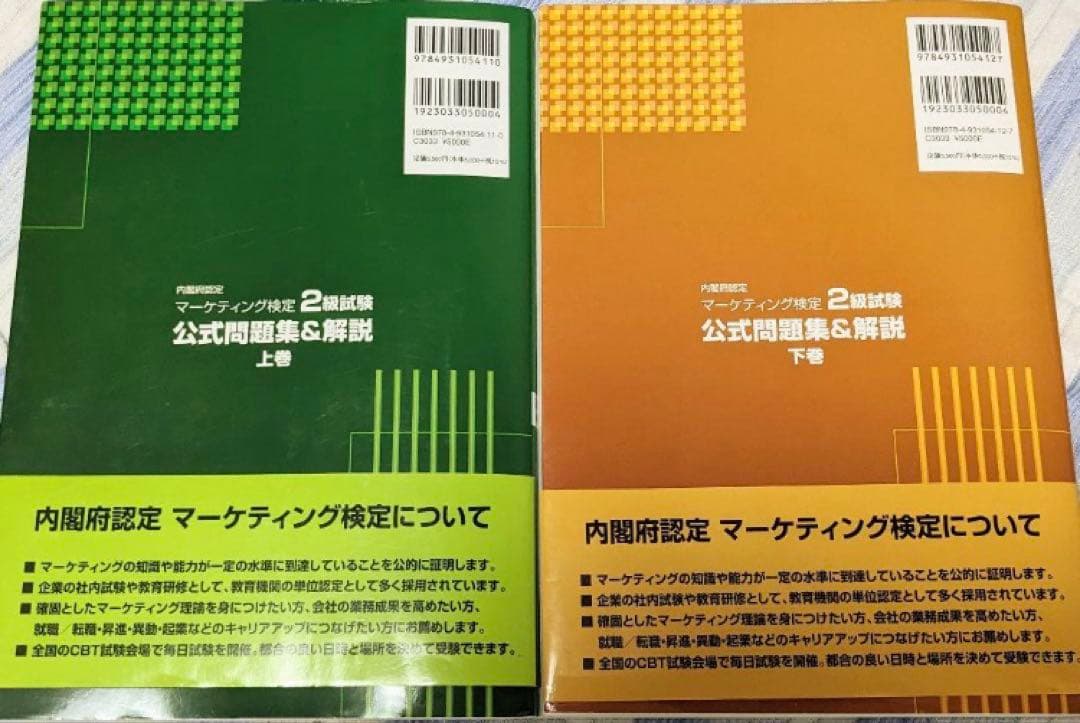 9784931054110
1923033050004
ISBN978-4-931054-11-0
C3033 ¥5000E
内閣府認定
マーケティング検定 2級試験
公式問題集&解説
上巻
内閣府認定 マーケティング検定について
■ マーケティングの知識や能力が一定の水準に到達していることを公的に証明します。
■ 企業の社内試験や教育研修として、教育機関の単位認定として多く採用されています。
■ 確固としたマーケティング理論を身につけたい方、会社の業務成果を高めたい方、
就職/転職・昇進・異動・起業などのキャリアアップにつなげたい方にお薦めします。
■ 全国のCBT試験会場で毎日試験を開催。都合の良い日時と場所を決めて受験できます。
9784931054127
1923033050004
ISBN978-4-931054-12-7
C3033 ¥5000E
内閣府認定
マーケティング検定 2級試験
公式問題集&解説
下巻
内閣府認定 マーケティング検定について
■ マーケティングの知識や能力が一定の水準に到達していることを公的に証明します。
■ 企業の社内試験や教育研修として、教育機関の単位認定として多く採用されています。
■ 確固としたマーケティング理論を身につけたい方、会社の業務成果を高めたい方、
就職/転職・昇進・異動・起業などのキャリアアップにつなげたい方にお薦めします。
■ 全国のCBT試験会場で毎日試験を開催。都合の良い日時と場所を決めて受験できます。